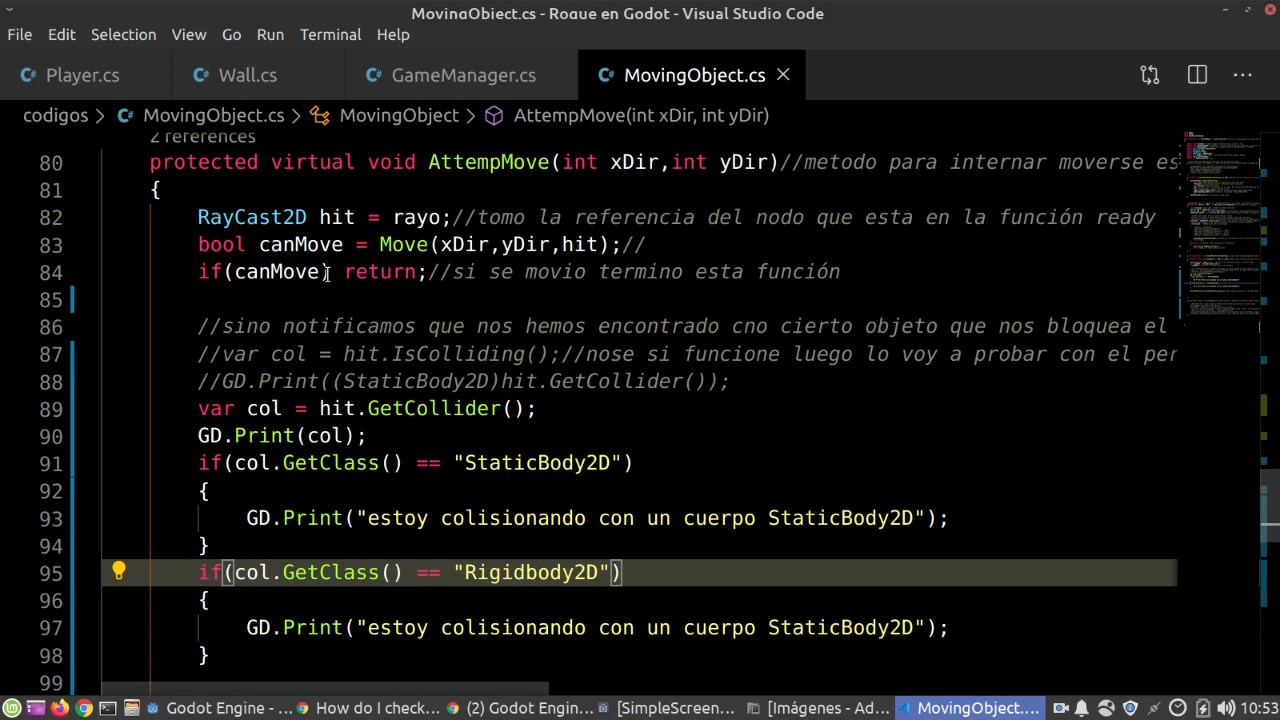 MovingObject.cs - Rogue en Godot - Visual Studio Code
File Edit Selection View Go Run Terminal Help
Player.cs Wall.cs GameManager.cs MovingObject.cs
codigos > MovingObject.cs > MovingObject > AttempMove(int xDir, int yDir)
2 references
80 protected virtual void AttempMove(int xDir,int yDir)//metodo para internar moverse es
81 {
82 RayCast2D hit = rayo;//tomo la referencia del nodo que esta en la función ready
83 bool canMove = Move(xDir,yDir,hit);//
84 if(canMove) return;//si se movio termino esta función
85
86 //sino notificamos que nos hemos encontrado cno cierto objeto que nos bloquea el
87 //var col = hit.IsColliding();//nose si funcione luego lo voy a probar con el per
88 //GD.Print((StaticBody2D)hit.GetCollider());
89 var col = hit.GetCollider();
90 GD.Print(col);
91 if(col.GetClass() == "StaticBody2D")
92 {
93 GD.Print("estoy colisionando con un cuerpo StaticBody2D");
94 }
95 if(col.GetClass() == "Rigidbody2D")
96 {
97 GD.Print("estoy colisionando con un cuerpo StaticBody2D");
98 }
99
Godot Engine - ... How do I check... (2) Godot Engin... [SimpleScreen... [Imágenes - Ad... MovingObject.... 10:53